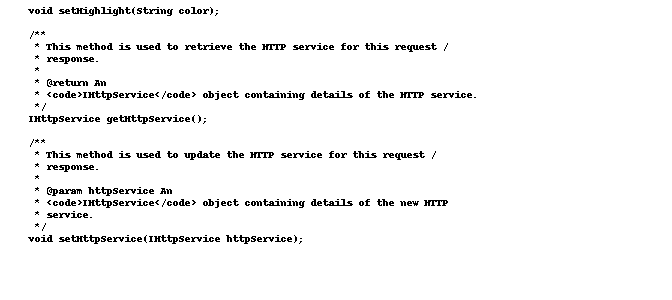 void setHighlight(String color);
/**
* This method is used to retrieve the HTTP service for this request /
* response.
*
* @return An
* <code>IHttpService</code> object containing details of the HTTP service.
*/
IHttpService getHttpService();
/**
* This method is used to update the HTTP service for this request /
* response.
*
* @param httpService An
* <code>IHttpService</code> object containing details of the new HTTP
* service.
*/
void setHttpService(IHttpService httpService);